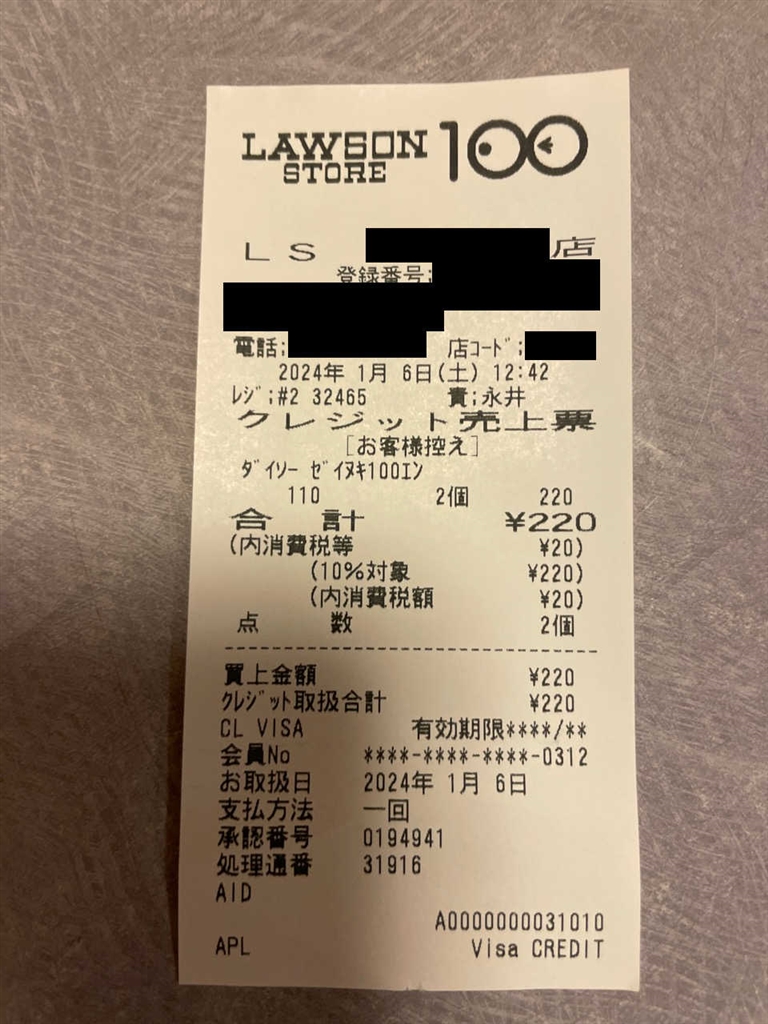 LAWSON 100
STORE
LS 店
登録番号;
電話; 店コード;
2024年 1月 6日(土) 12:42
レジ;#2 32465 責;永井
クレジット売上票
[お客様控え]
ダイソー ゼイヌキ100エン
110 2個 220
合 計 ¥220
(内消費税等 ¥20)
(10%対象 ¥220)
(内消費税額 ¥20)
点 数 2個
買上金額 ¥220
クレジット取扱合計 ¥220
CL VISA 有効期限****/**
会員No ****-****-****-0312
お取扱日 2024年 1月 6日
支払方法 一回
承認番号 0194941
処理通番 31916
AID
A0000000031010
APL Visa CREDIT